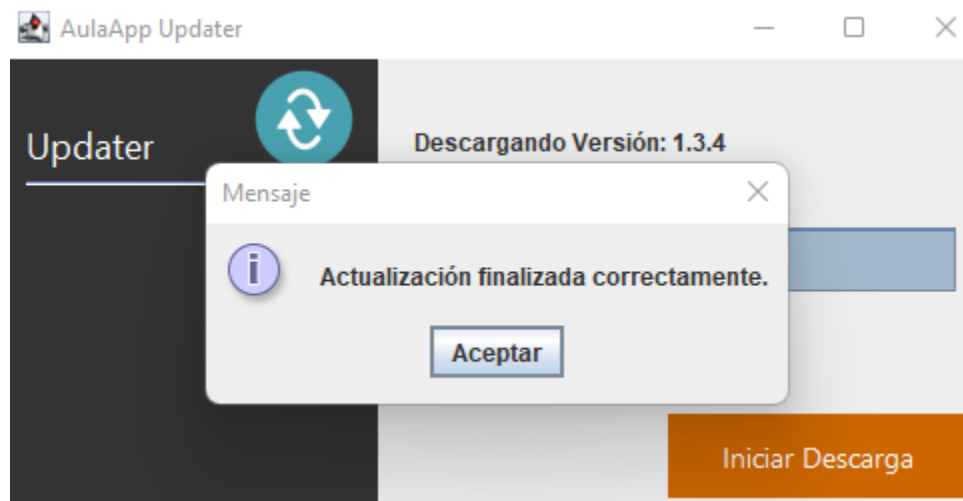 AulaApp Updater
Updater
Descargando Versión: 1.3.4
Mensaje
i
Actualización finalizada correctamente.
Aceptar
Iniciar Descarga